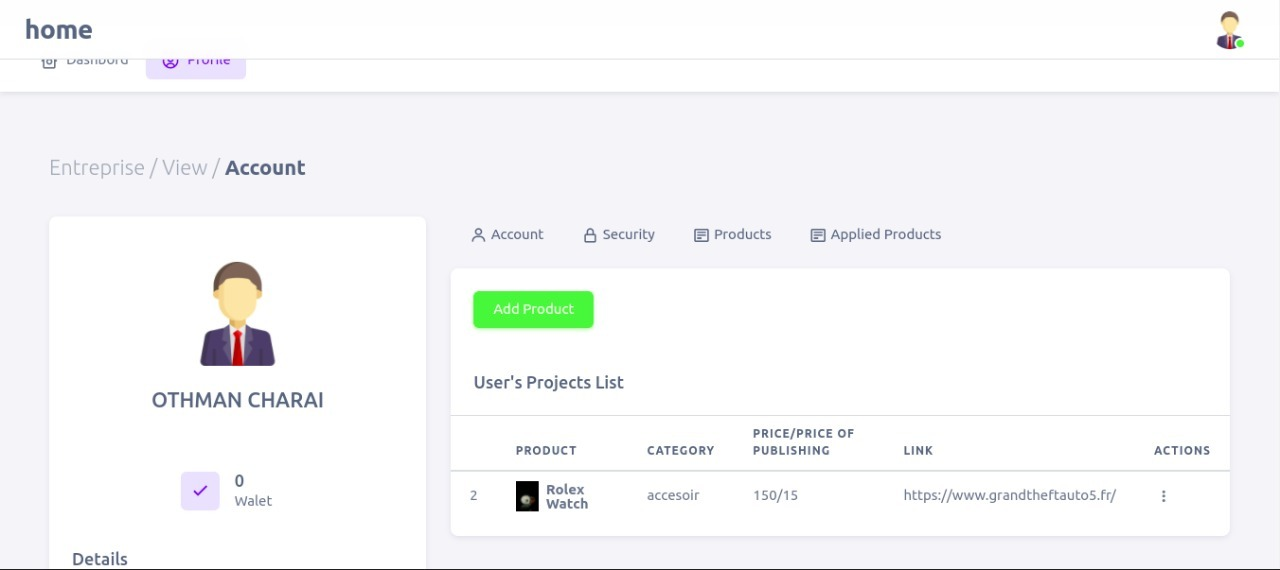 home
Dashbord Profile
Entreprise / View / Account
Account Security Products Applied Products
Add Product
User's Projects List
OTHMAN CHARAI
0
Walet
Details
PRODUCT CATEGORY PRICE/PRICE OF PUBLISHING LINK ACTIONS
2 Rolex Watch accesoir 150/15 https://www.grandtheftauto5.fr/